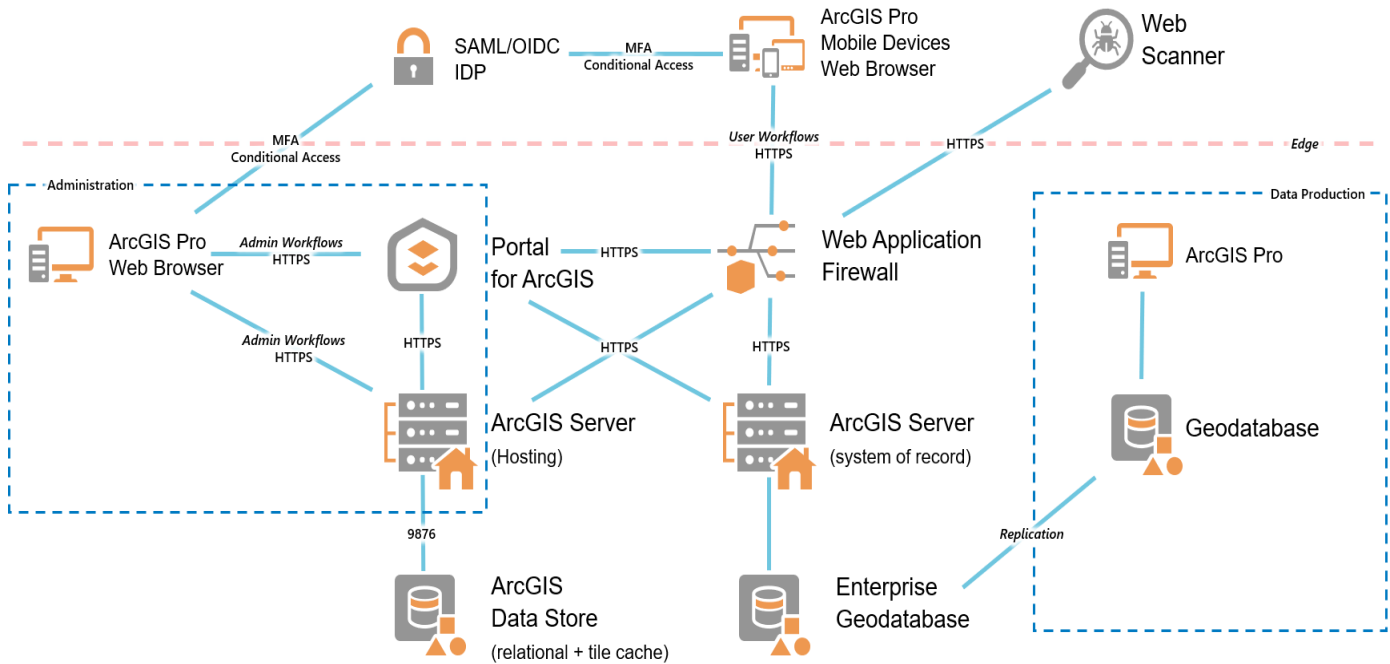 SAML/OIDC
IDP
MFA
Conditional Access
ArcGIS Pro
Mobile Devices
Web Browser
Web
Scanner
MFA
Conditional Access
User Workflows
HTTPS
HTTPS
Edge
Administration
Data Production
ArcGIS Pro
Web Browser
Admin Workflows
HTTPS
Portal
for ArcGIS
HTTPS
Web Application
Firewall
ArcGIS Pro
Admin Workflows
HTTPS
HTTPS
HTTPS
HTTPS
ArcGIS Server
(Hosting)
ArcGIS Server
(system of record)
Geodatabase
9876
Replication
ArcGIS
Data Store
(relational + tile cache)
Enterprise
Geodatabase